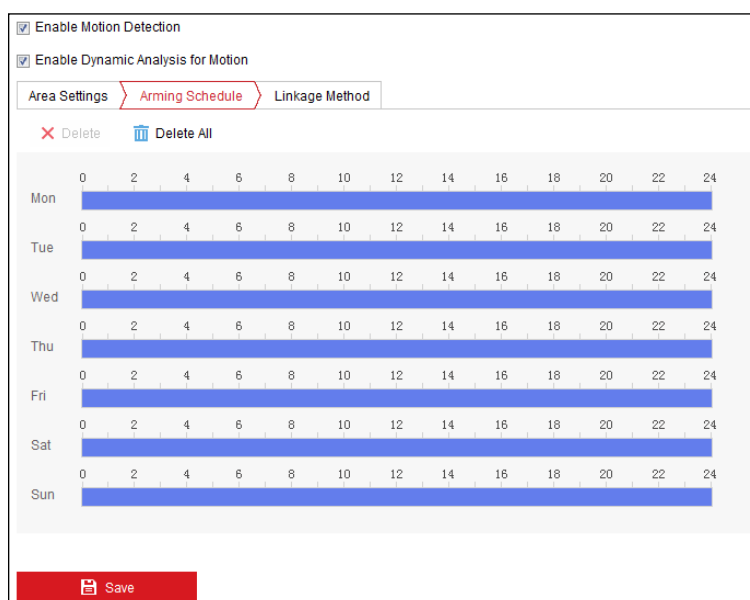 Enable Motion Detection
Enable Dynamic Analysis for Motion
Area Settings Arming Schedule Linkage Method
Delete Delete All
0 2 4 6 8 10 12 14 16 18 20 22 24
Mon
0 2 4 6 8 10 12 14 16 18 20 22 24
Tue
0 2 4 6 8 10 12 14 16 18 20 22 24
Wed
0 2 4 6 8 10 12 14 16 18 20 22 24
Thu
0 2 4 6 8 10 12 14 16 18 20 22 24
Fri
0 2 4 6 8 10 12 14 16 18 20 22 24
Sat
0 2 4 6 8 10 12 14 16 18 20 22 24
Sun
Save